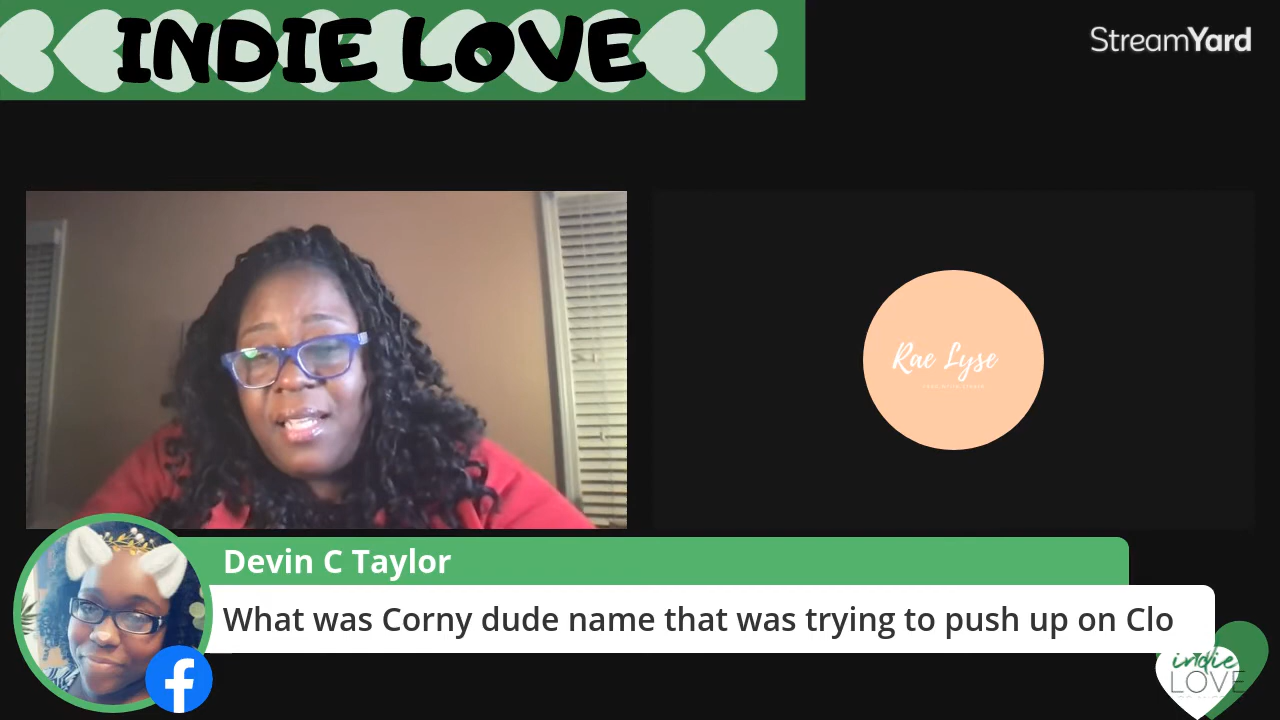 INDIE LOVE
StreamYard
Rae Lyse
Devin C Taylor
What was Corny dude name that was trying to push up on Clo
indie
LOVE